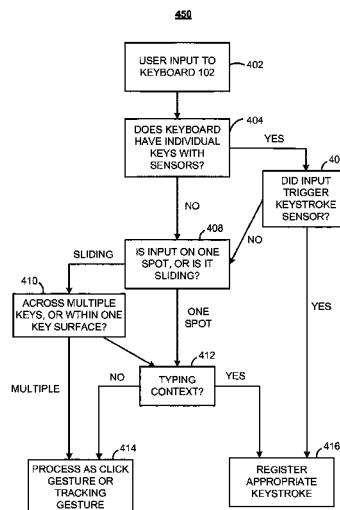 450
USER INPUT TO
KEYBOARD 102
402
404
DOES KEYBOARD
HAVE INDIVIDUAL
KEYS WITH
SENSORS?
YES
40
DID INPUT
TRIGGER
KEYSTROKE
SENSOR?
NO
408
NO
IS INPUT ON ONE
SPOT, OR IS IT
SLIDING?
SLIDING
410
ACROSS MULTIPLE
KEYS, OR WTHIN ONE
KEY SURFACE?
ONE
SPOT
YES
412
TYPING
CONTEXT?
NO
YES
MULTIPLE
414
PROCESS AS CLICK
GESTURE OR
TRACKING
GESTURE
416
REGISTER
APPROPRIATE
KEYSTROKE